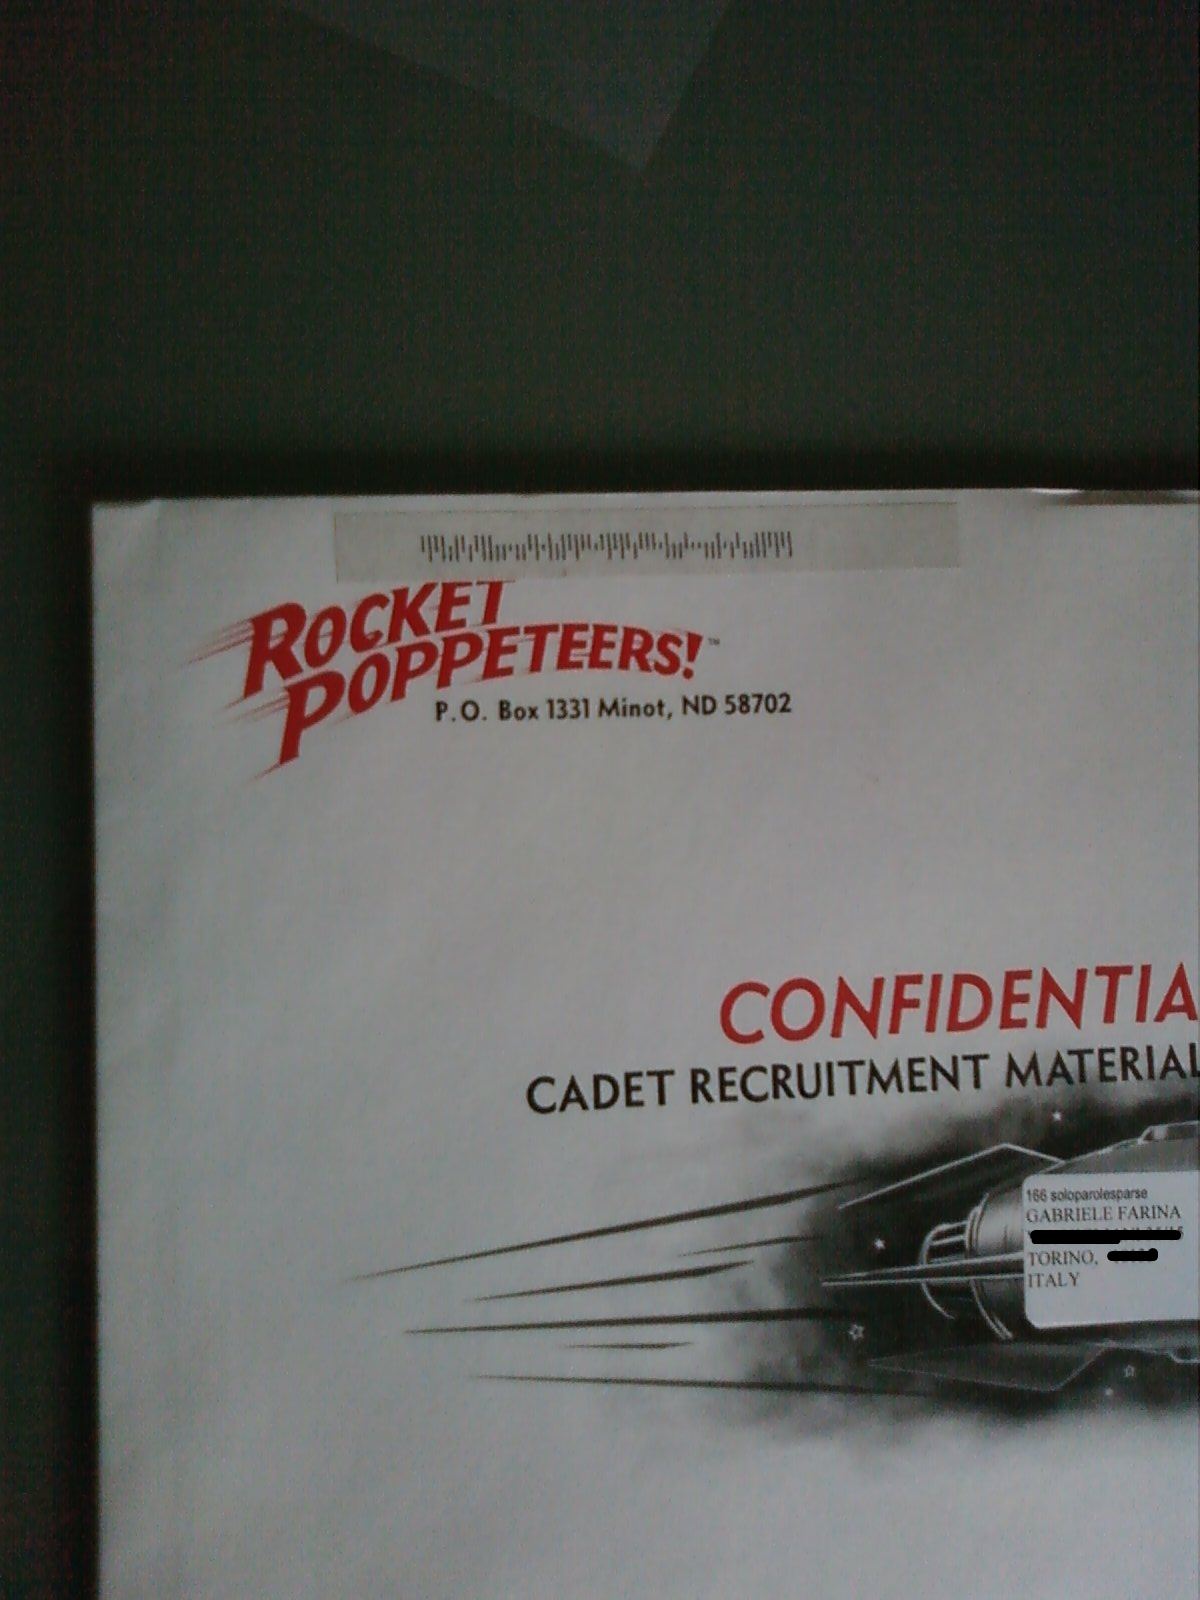 ROCKET
POPPETEERS!™
P.O. Box 1331 Minot, ND 58702
CONFIDENTIA
CADET RECRUITMENT MATERIAL
166 soloparolesparse
GABRIELE FARINA
TORINO,
ITALY